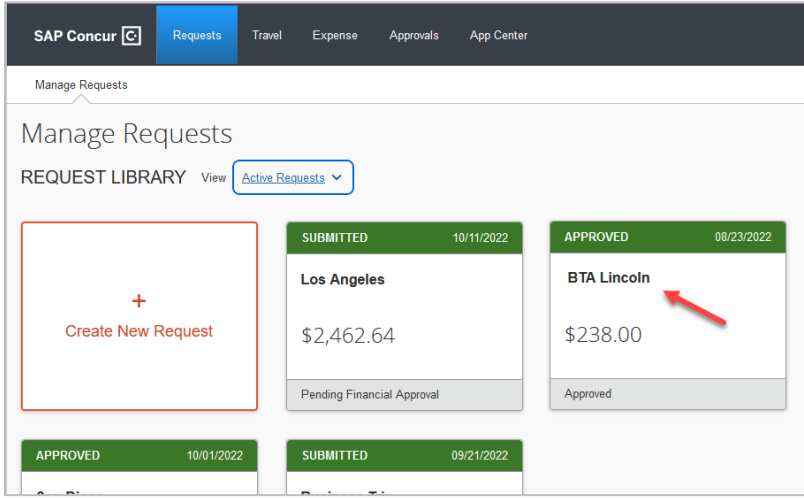 SAP Concur C Requests Travel Expense Approvals App Center
Manage Requests
Manage Requests
REQUEST LIBRARY View Active Requests
+
Create New Request
SUBMITTED 10/11/2022
Los Angeles
$2,462.64
Pending Financial Approval
APPROVED 08/23/2022
BTA Lincoln
$238.00
Approved
APPROVED 10/01/2022
SUBMITTED 09/21/2022